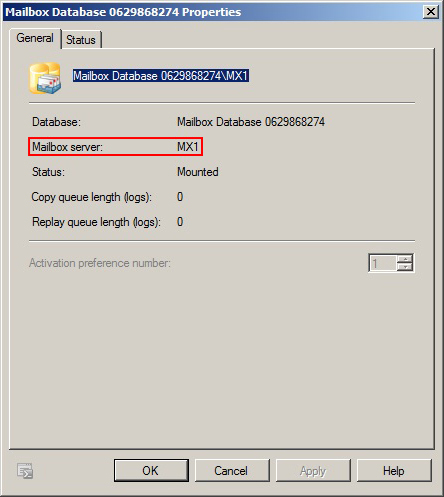 Mailbox Database 0629868274 Properties
General Status
Mailbox Database 0629868274\MX1
Database: Mailbox Database 0629868274
Mailbox server: MX1
Status: Mounted
Copy queue length (logs): 0
Replay queue length (logs): 0
Activation preference number: 1
OK Cancel Apply Help